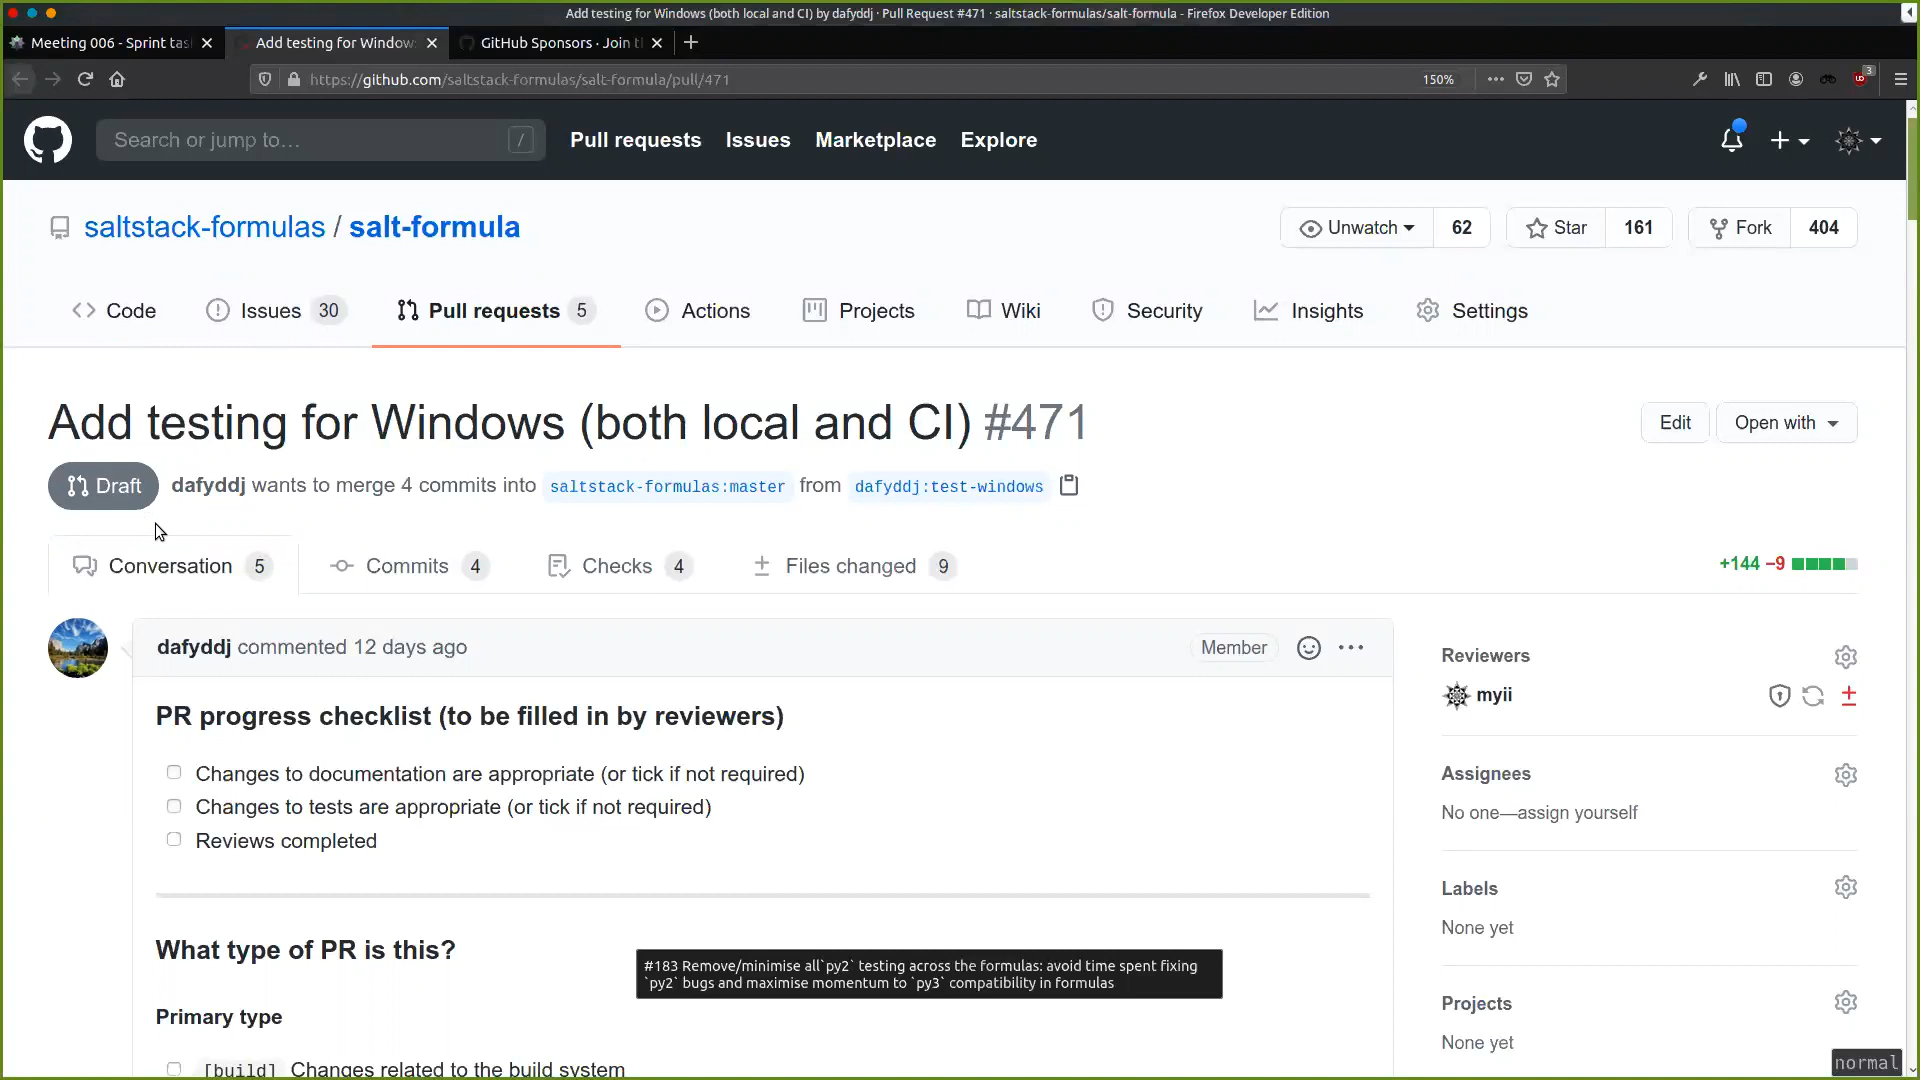 Add testing for Windows (both local and CI) by dafyddj · Pull Request #471 · saltstack-formulas/salt-formula - Firefox Developer Edition
Meeting 006 - Sprint tas
Add testing for Window
GitHub Sponsors · Join t
https://github.com/saltstack-formulas/salt-formula/pull/471
150%
3
Search or jump to…
/
Pull requests
Issues
Marketplace
Explore
saltstack-formulas / salt-formula
Unwatch
62
Star
161
Fork
404
Code
Issues 30
Pull requests 5
Actions
Projects
Wiki
Security
Insights
Settings
Add testing for Windows (both local and CI) #471
Edit
Open with
Draft
dafyddj wants to merge 4 commits into saltstack-formulas:master from dafyddj:test-windows
Conversation 5
Commits 4
Checks 4
Files changed 9
+144 −9
dafyddj commented 12 days ago
Member
PR progress checklist (to be filled in by reviewers)
Changes to documentation are appropriate (or tick if not required)
Changes to tests are appropriate (or tick if not required)
Reviews completed
What type of PR is this?
Primary type
[build] Changes related to the build system
Reviewers
myii
Assignees
No one—assign yourself
Labels
None yet
Projects
None yet
#183 Remove/minimise all`py2` testing across the formulas: avoid time spent fixing
`py2` bugs and maximise momentum to `py3` compatibility in formulas
normal